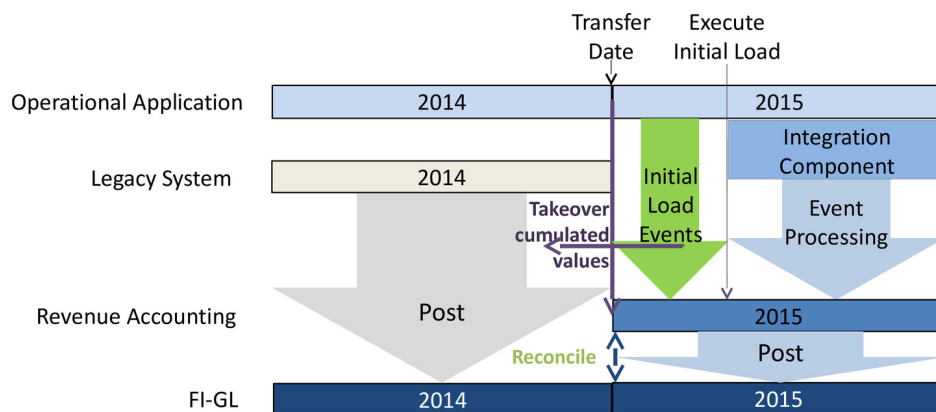 Transfer
Date
Execute
Initial Load
Operational Application
2014
2015
Integration
Component
Legacy System
2014
Initial
Load
Events
Takeover
cumulated
values
Event
Processing
Post
Revenue Accounting
2015
Reconcile
Post
FI-GL
2014
2015